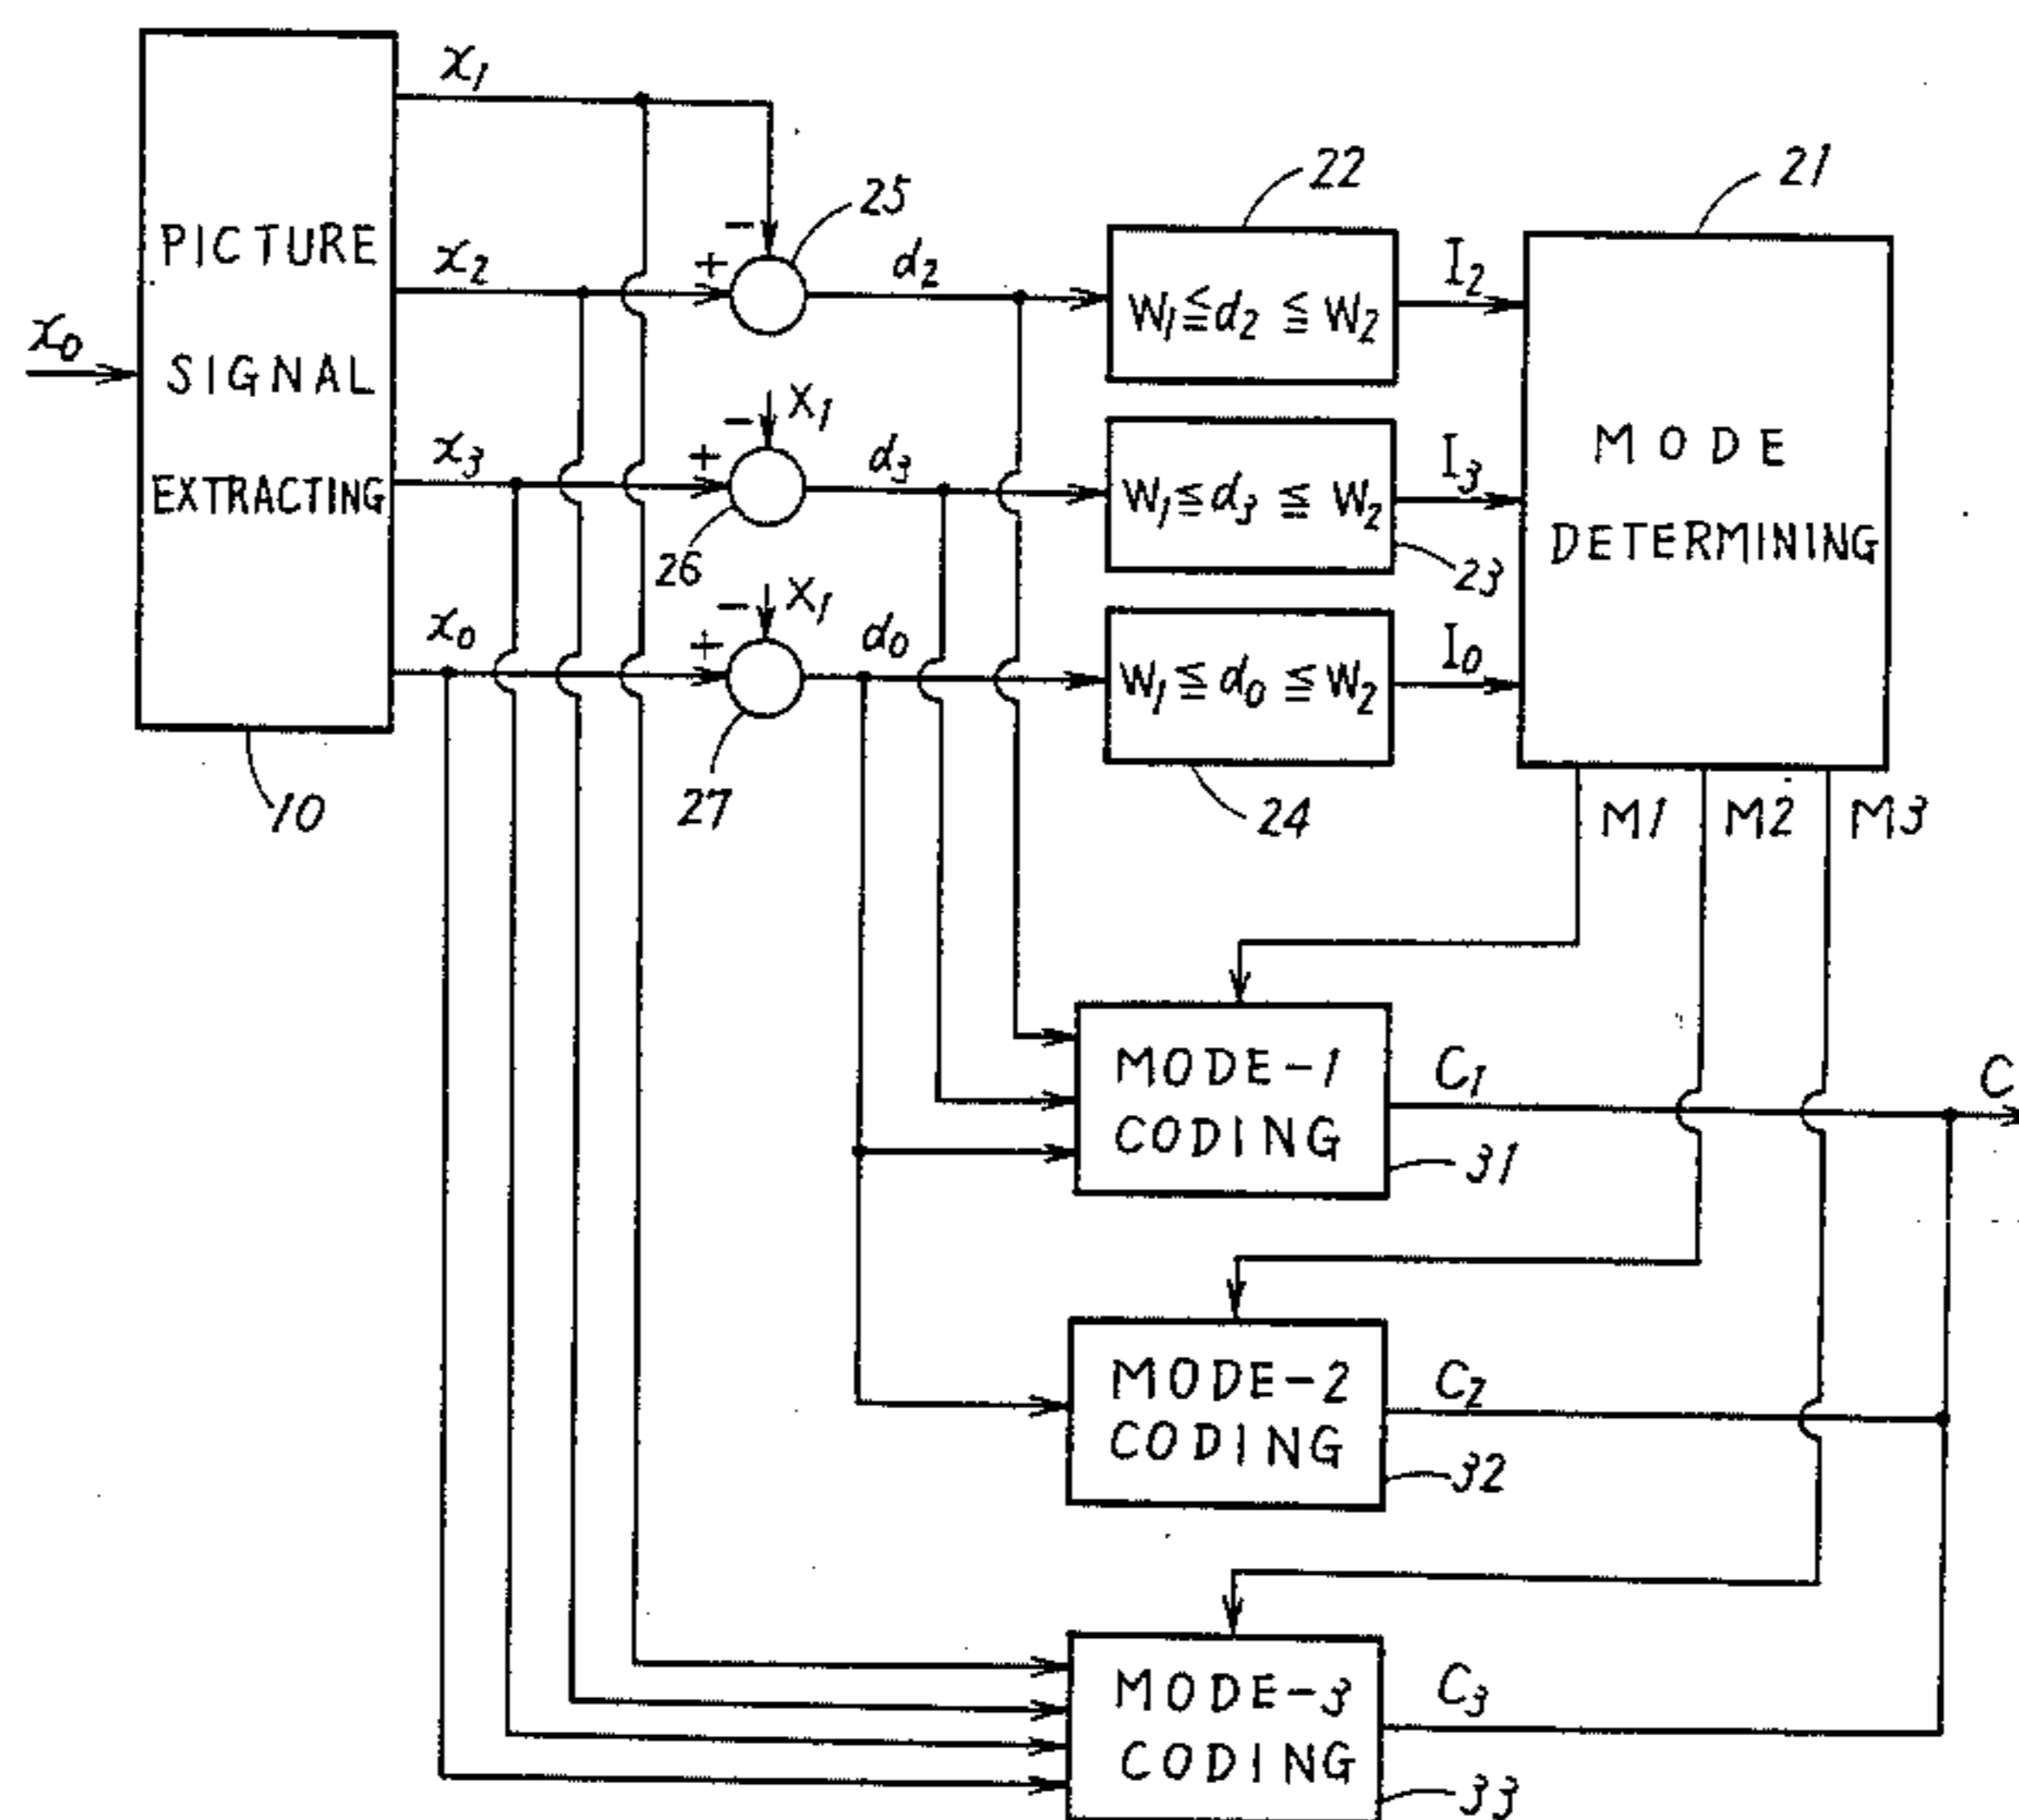 x₁
22
21
25
PICTURE
SIGNAL
EXTRACTING
x₀
x₂
−
+
d₂
W₁≦d₂≦W₂
I₂
x₃
−
X₁
+
d₃
W₁≦d₃≦W₂
I₃
MODE
DETERMINING
26
23
x₀
−
X₁
+
d₀
W₁≦d₀≦W₂
I₀
10
27
24
M1
M2
M3
MODE-1
CODING
C₁
C
31
MODE-2
CODING
C₂
32
MODE-3
CODING
C₃
33